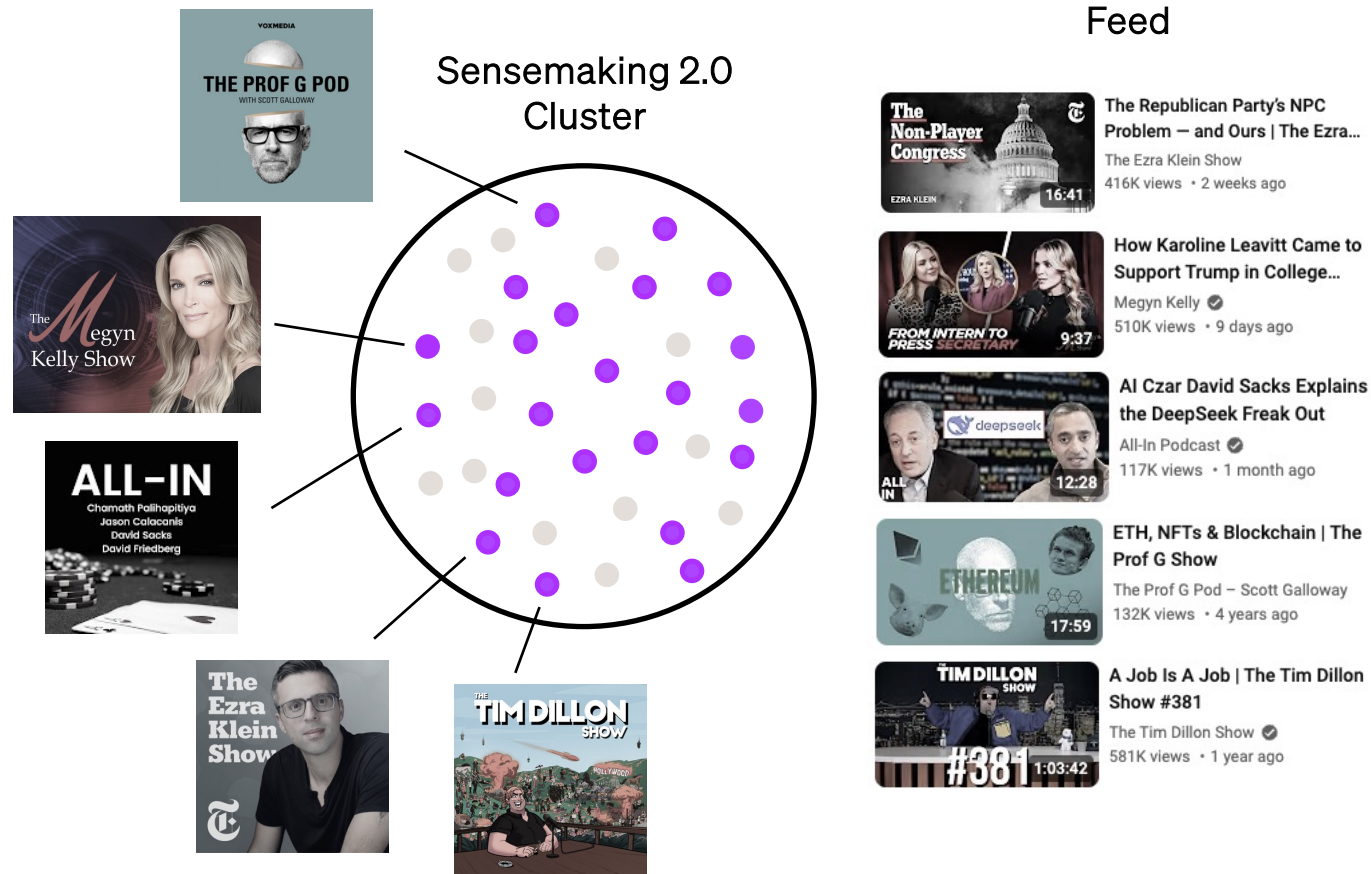 VOXMEDIA
THE PROF G POD
WITH SCOTT GALLOWAY
Sensemaking 2.0
Cluster
The
Megyn
Kelly Show
ALL-IN
Chamath Palihapitiya
Jason Calacanis
David Sacks
David Friedberg
The
Ezra
Klein
Show
THE
TIM DILLON
SHOW
HOLLYWOOD
Feed
The
Non-Player
Congress
EZRA KLEIN
16:41
The Republican Party's NPC
Problem — and Ours | The Ezra...
The Ezra Klein Show
416K views • 2 weeks ago
FROM INTERN TO
PRESS SECRETARY
9:37
How Karoline Leavitt Came to
Support Trump in College...
Megyn Kelly
510K views • 9 days ago
deepseek
ALL
IN
12:28
AI Czar David Sacks Explains
the DeepSeek Freak Out
All-In Podcast
117K views • 1 month ago
ETHEREUM
17:59
ETH, NFTs & Blockchain | The
Prof G Show
The Prof G Pod – Scott Galloway
132K views • 4 years ago
THE
TIM DILLON
SHOW
#381
1:03:42
A Job Is A Job | The Tim Dillon
Show #381
The Tim Dillon Show
581K views • 1 year ago